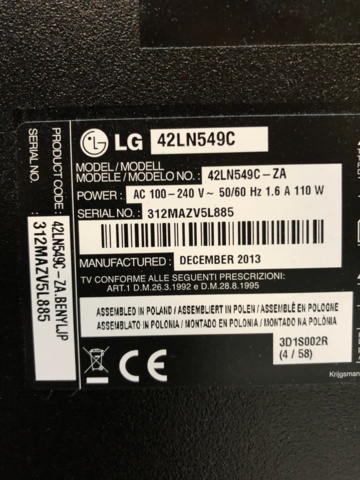 LG 42LN549C
MODEL / MODELL
MODELE / MODELO NO. : 42LN549C-ZA
POWER : AC 100-240 V~ 50/60 Hz 1.6 A 110 W
SERIAL NO. : 312MAZV5L885
MANUFACTURED : DECEMBER 2013
TV CONFORME ALLE SEGUENTI PRESCRIZIONI:
ART.1 D.M.26.3.1992 e D.M.28.8.1995
ASSEMBLED IN POLAND / ASSEMBLIERT IN POLEN / ASSEMBLÉ EN POLOGNE
ASSEMBLATO IN POLONIA / MONTADO EN POLONIA / MONTADO NA POLÓNIA
3D1S002R
(4 / 58)
CE
Krijgsman
PRODUCT CODE : 42LN549C-ZA.BENYLJP
SERIAL NO. : 312MAZV5L885